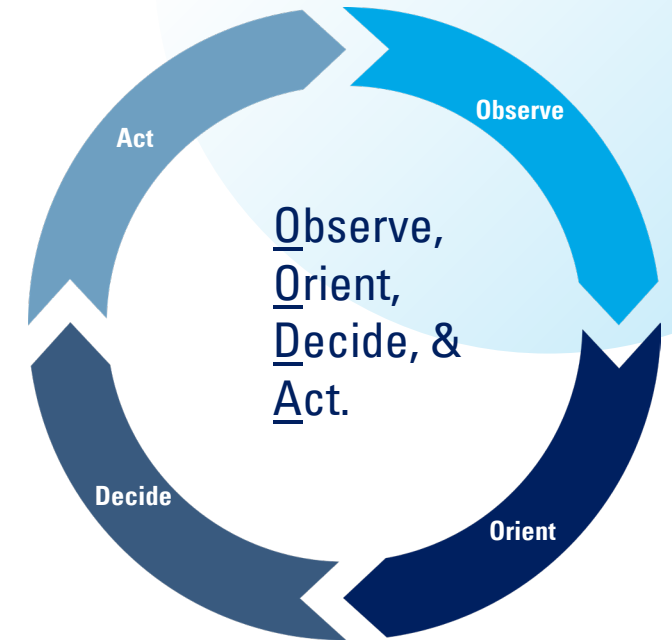 Act
Observe
Observe,
Orient,
Decide, &
Act.
Decide
Orient